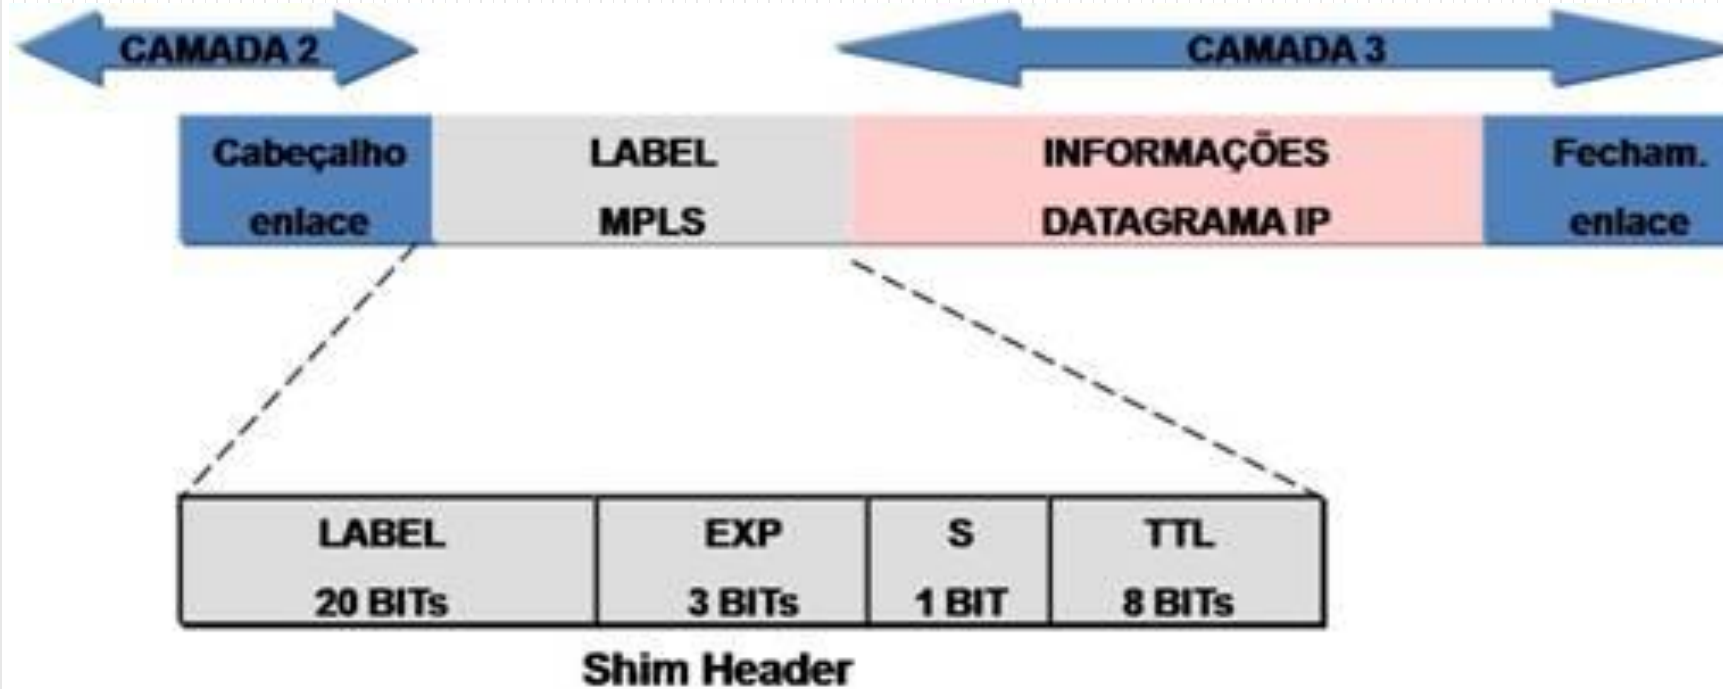 CAMADA 2
CAMADA 3
Cabeçalho
enlace
LABEL
MPLS
INFORMAÇÕES
DATAGRAMA IP
Fecham.
enlace
LABEL
20 BITs
EXP
3 BITs
S
1 BIT
TTL
8 BITs
Shim Header